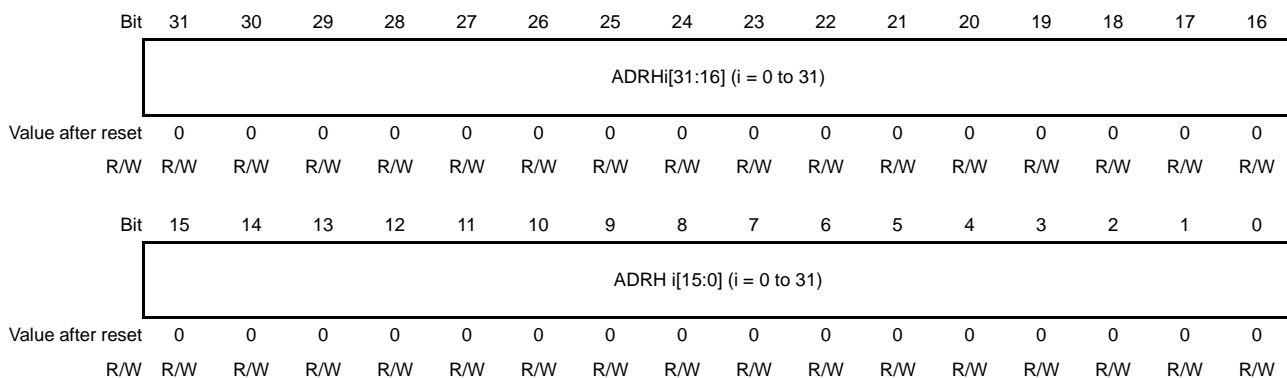 Bit 31 30 29 28 27 26 25 24 23 22 21 20 19 18 17 16
ADRHi[31:16] (i = 0 to 31)
Value after reset 0 0 0 0 0 0 0 0 0 0 0 0 0 0 0 0
R/W R/W R/W R/W R/W R/W R/W R/W R/W R/W R/W R/W R/W R/W R/W R/W R/W
Bit 15 14 13 12 11 10 9 8 7 6 5 4 3 2 1 0
ADRH i[15:0] (i = 0 to 31)
Value after reset 0 0 0 0 0 0 0 0 0 0 0 0 0 0 0 0
R/W R/W R/W R/W R/W R/W R/W R/W R/W R/W R/W R/W R/W R/W R/W R/W R/W